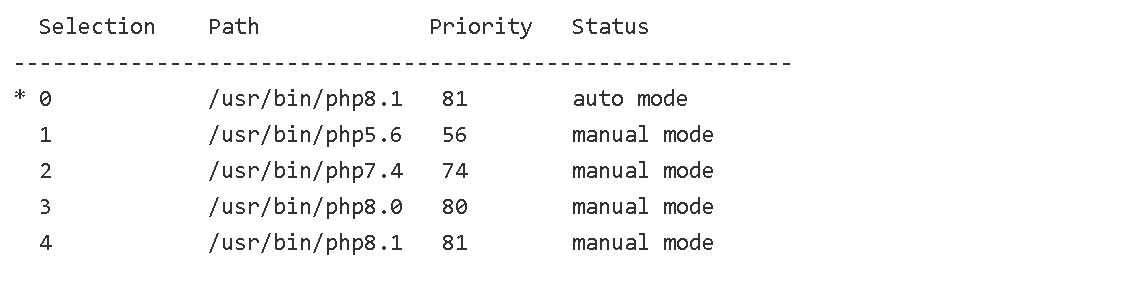 Selection    Path             Priority   Status
------------------------------------------------------------
* 0            /usr/bin/php8.1   81        auto mode
  1            /usr/bin/php5.6   56        manual mode
  2            /usr/bin/php7.4   74        manual mode
  3            /usr/bin/php8.0   80        manual mode
  4            /usr/bin/php8.1   81        manual mode